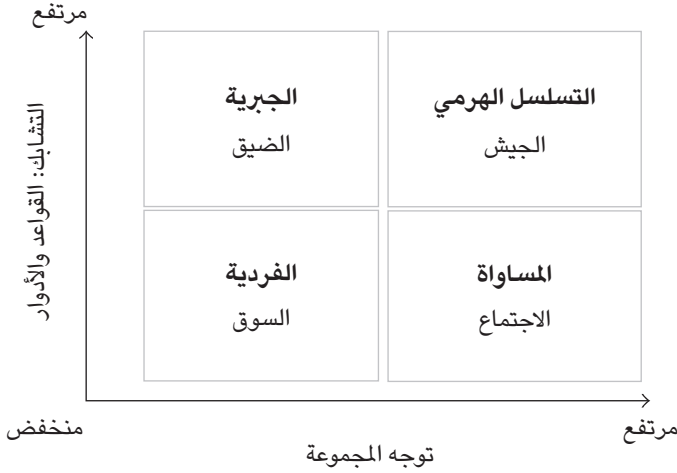 مرتفع
التشابك: القواعد والأدوار
التسلسل الهرمي
الجيش
الجبرية
الضيق
المساواة
الاجتماع
الفردية
السوق
منخفض
مرتفع
توجه المجموعة